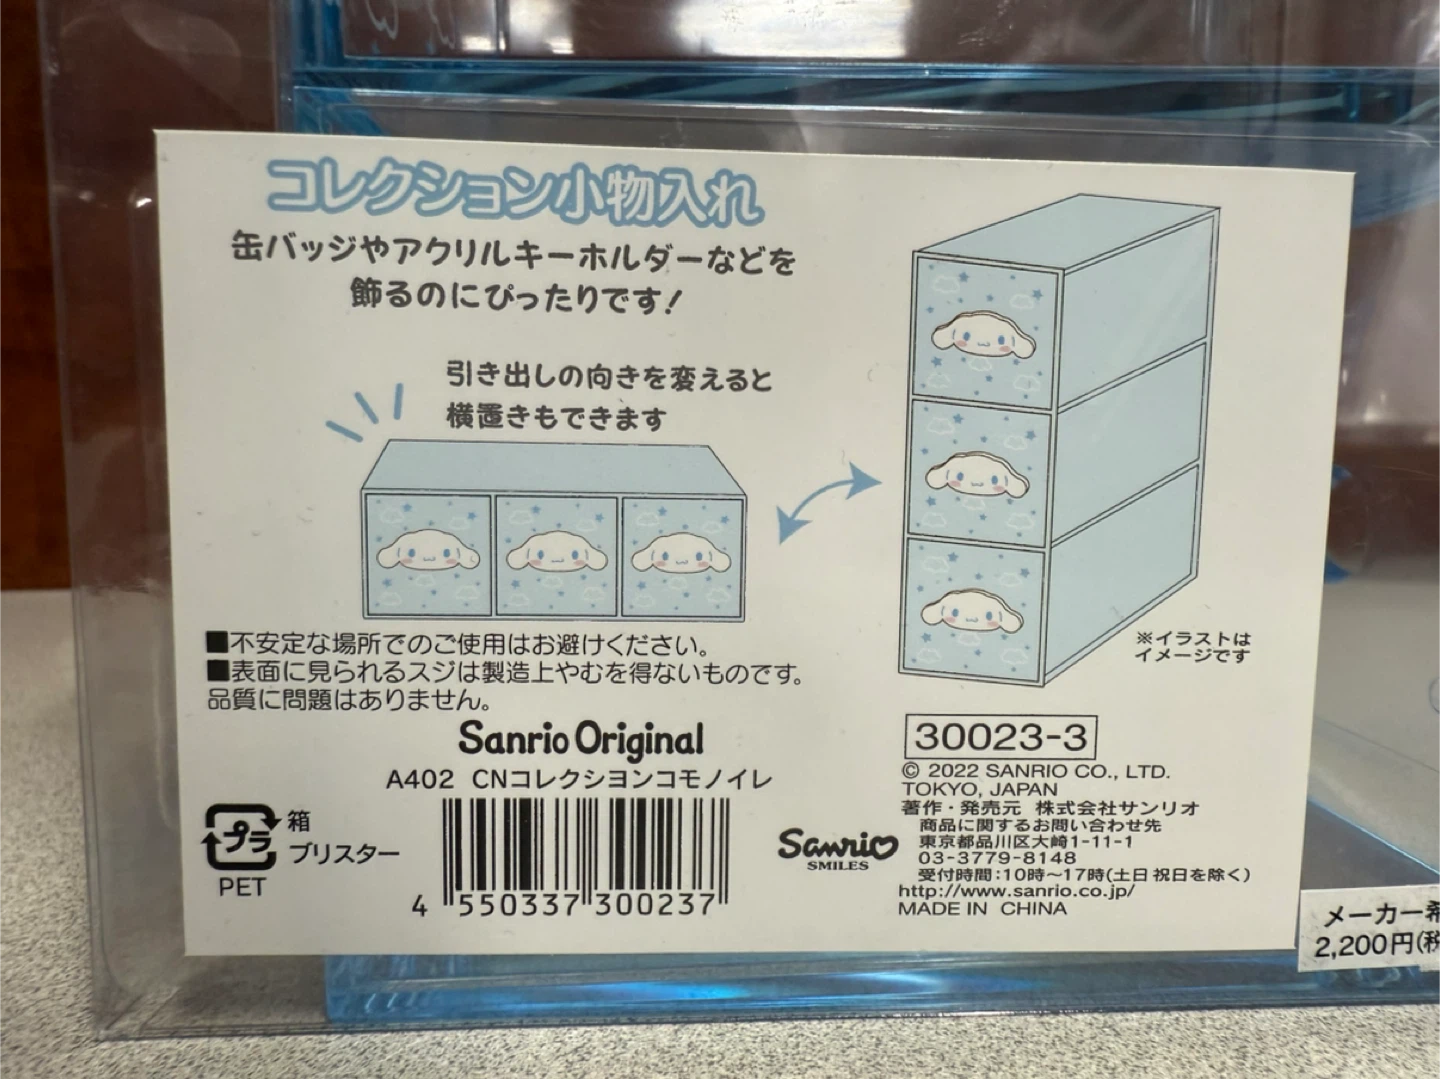 コレクション小物入れ
缶バッジやアクリルキーホルダーなどを
飾るのにぴったりです!
引き出しの向きを変えると
横置きもできます
※イラストは
イメージです
■不安定な場所でのご使用はお避けください。
■表面に見られるスジは製造上やむを得ないものです。
品質に問題はありません。
Sanrio Original
A402 CNコレクシヨンコモノイレ
プラ
箱
ブリスター
PET
4 550337 300237
30023-3
© 2022 SANRIO CO., LTD.
TOKYO, JAPAN
著作・発売元 株式会社サンリオ
商品に関するお問い合わせ先
東京都品川区大崎1-11-1
03-3779-8148
受付時間:10時~17時(土日祝日を除く)
http://www.sanrio.co.jp/
MADE IN CHINA
Sanrio
SMILES
メーカー希
2,200円(税